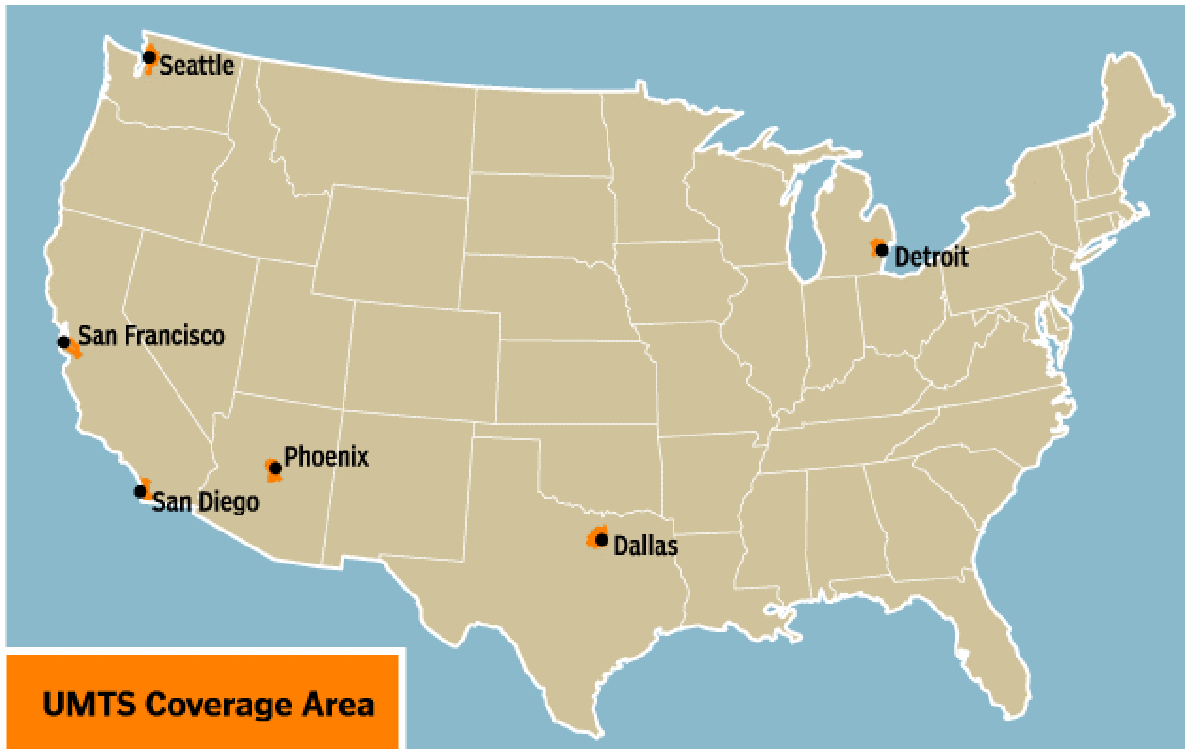 Seattle
Detroit
San Francisco
Phoenix
San Diego
Dallas
UMTS Coverage Area